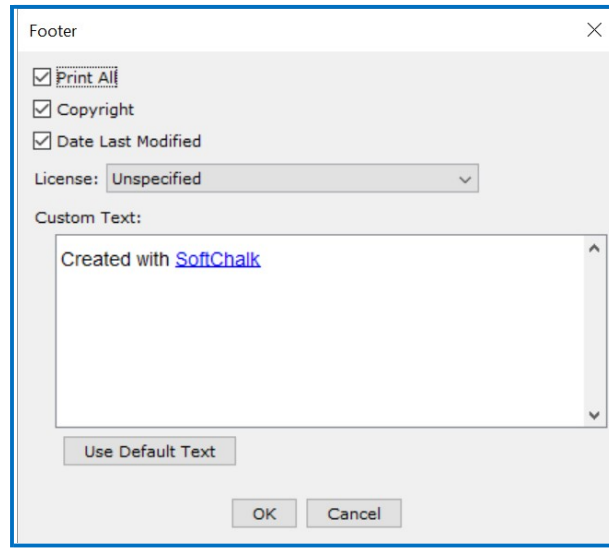 Footer
Print All
Copyright
Date Last Modified
License: Unspecified
Custom Text:
Created with SoftChalk
Use Default Text
OK Cancel